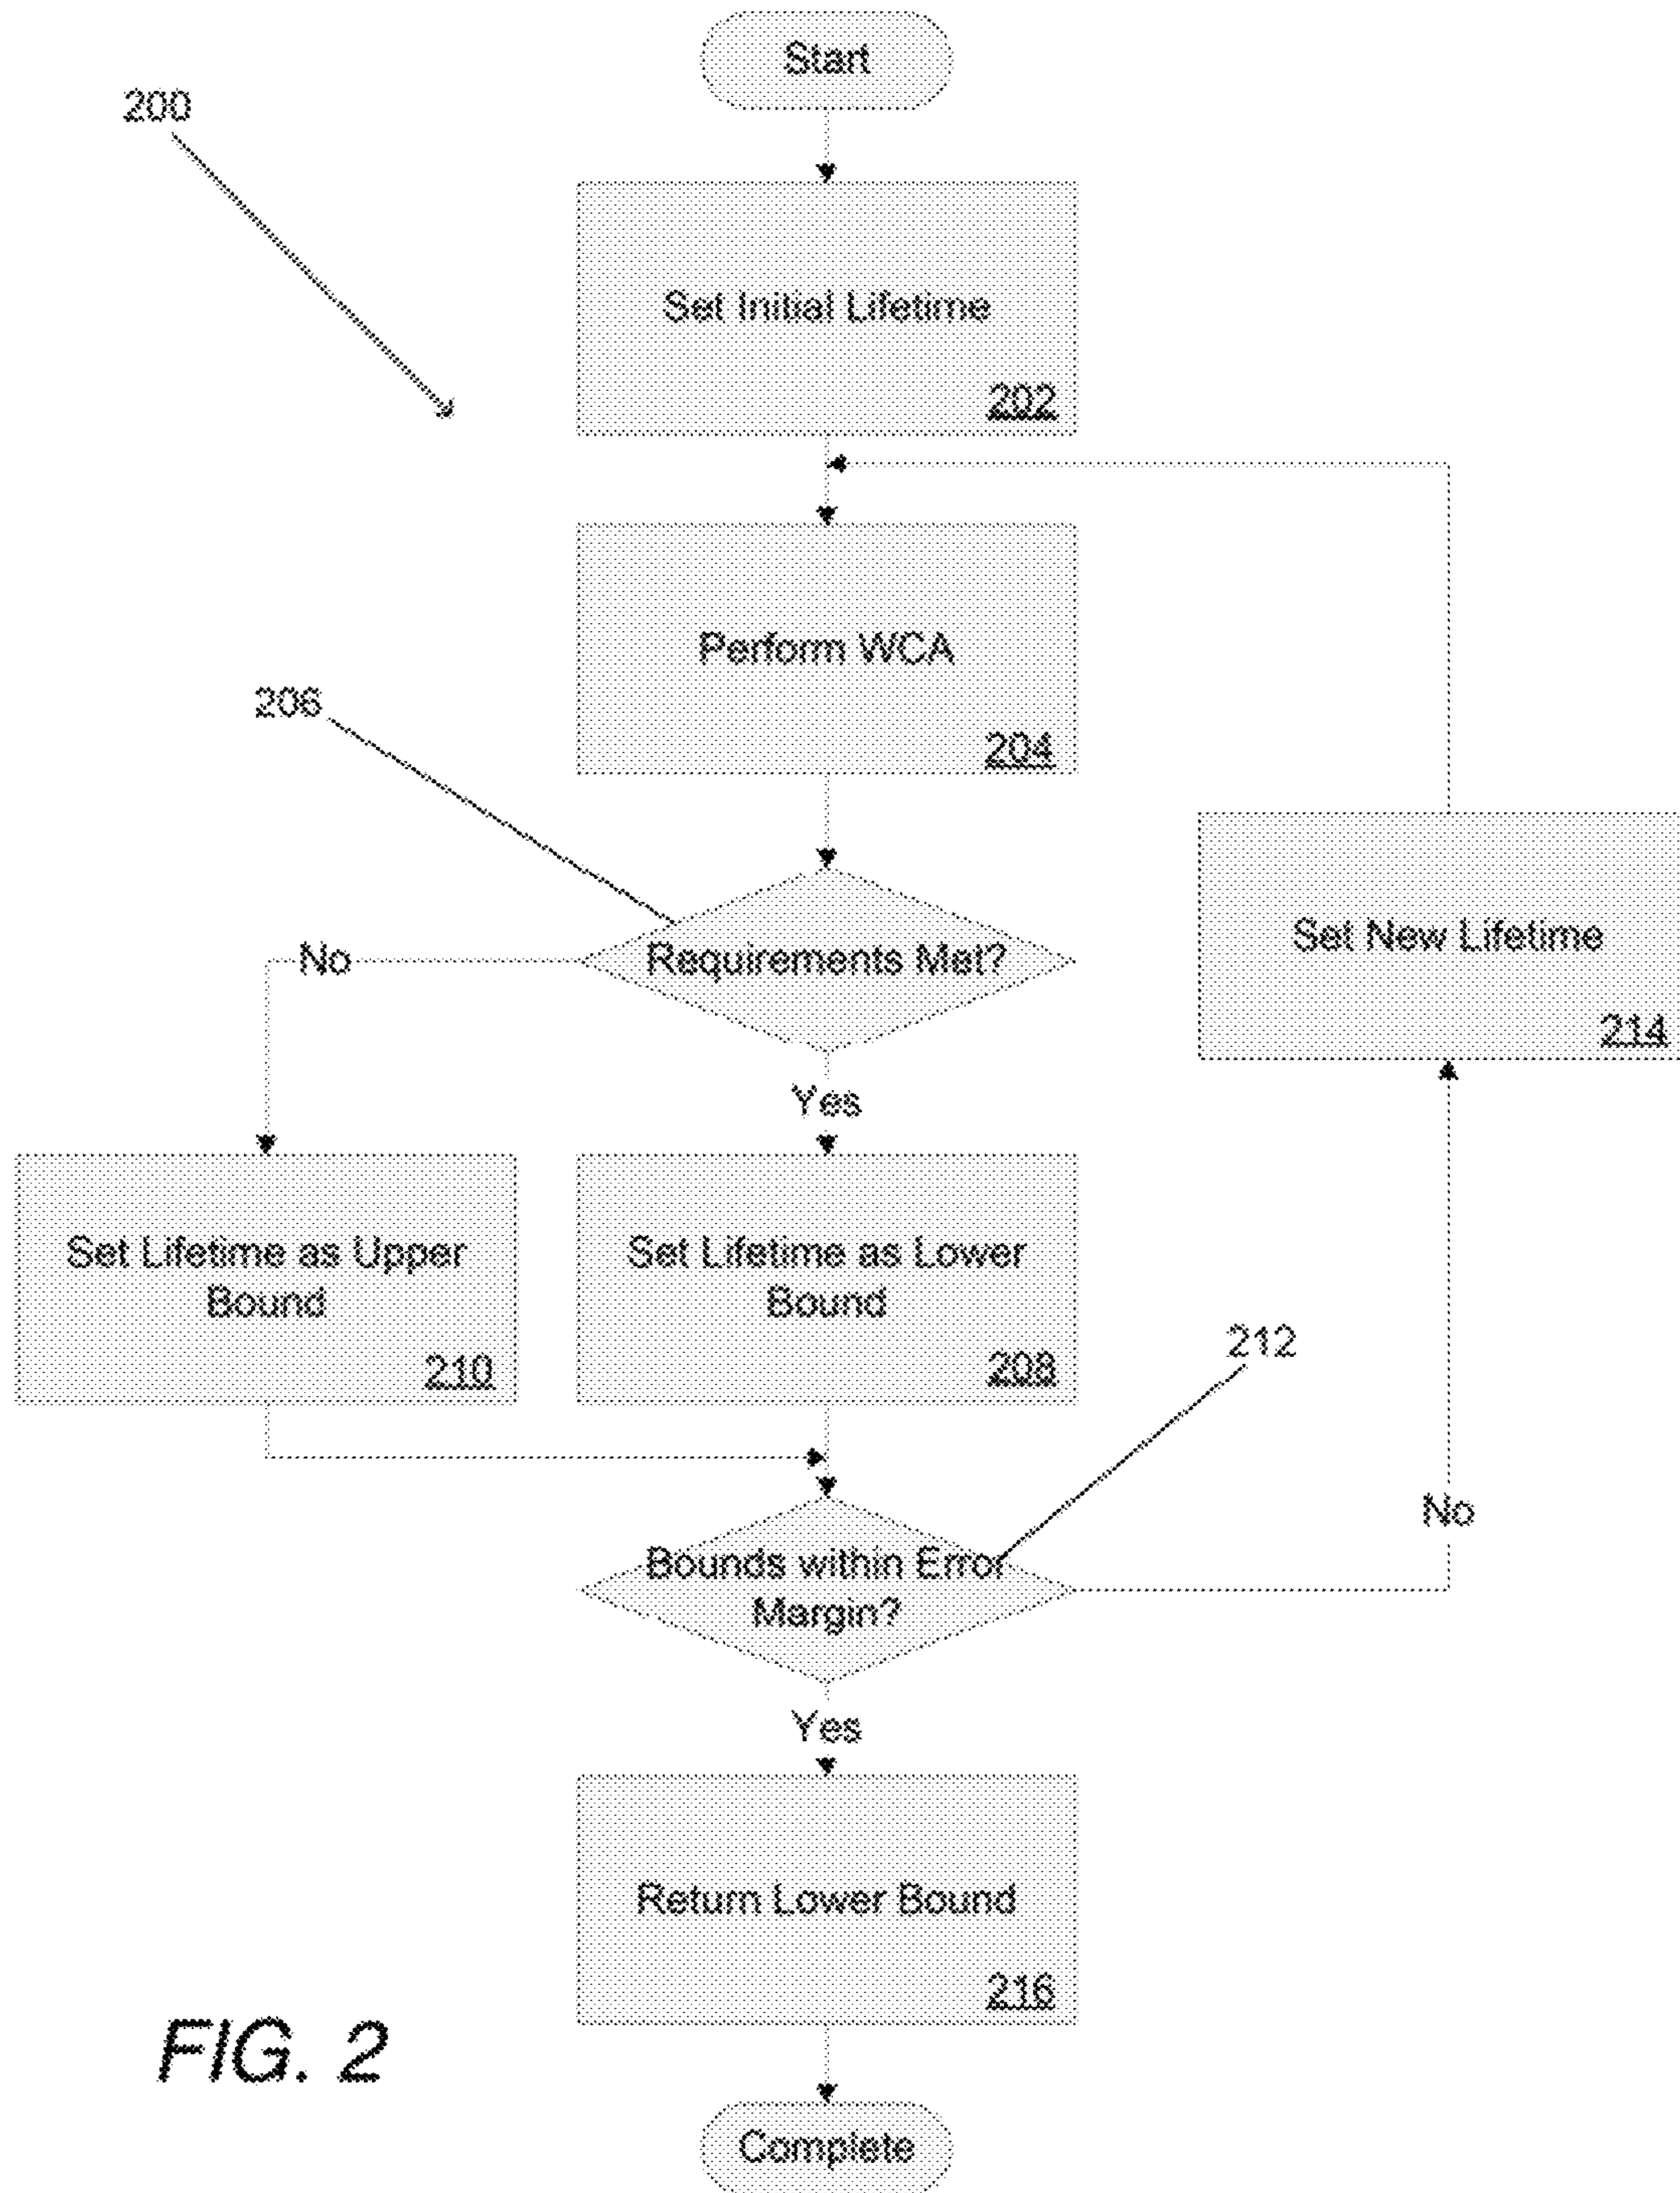 Start
200
Set Initial Lifetime
202
Perform WCA
204
206
Requirements Met?
No
Yes
Set New Lifetime
214
Set Lifetime as Upper
Bound
210
Set Lifetime as Lower
Bound
208
212
Bounds within Error
Margin?
No
Yes
Return Lower Bound
216
FIG. 2
Complete